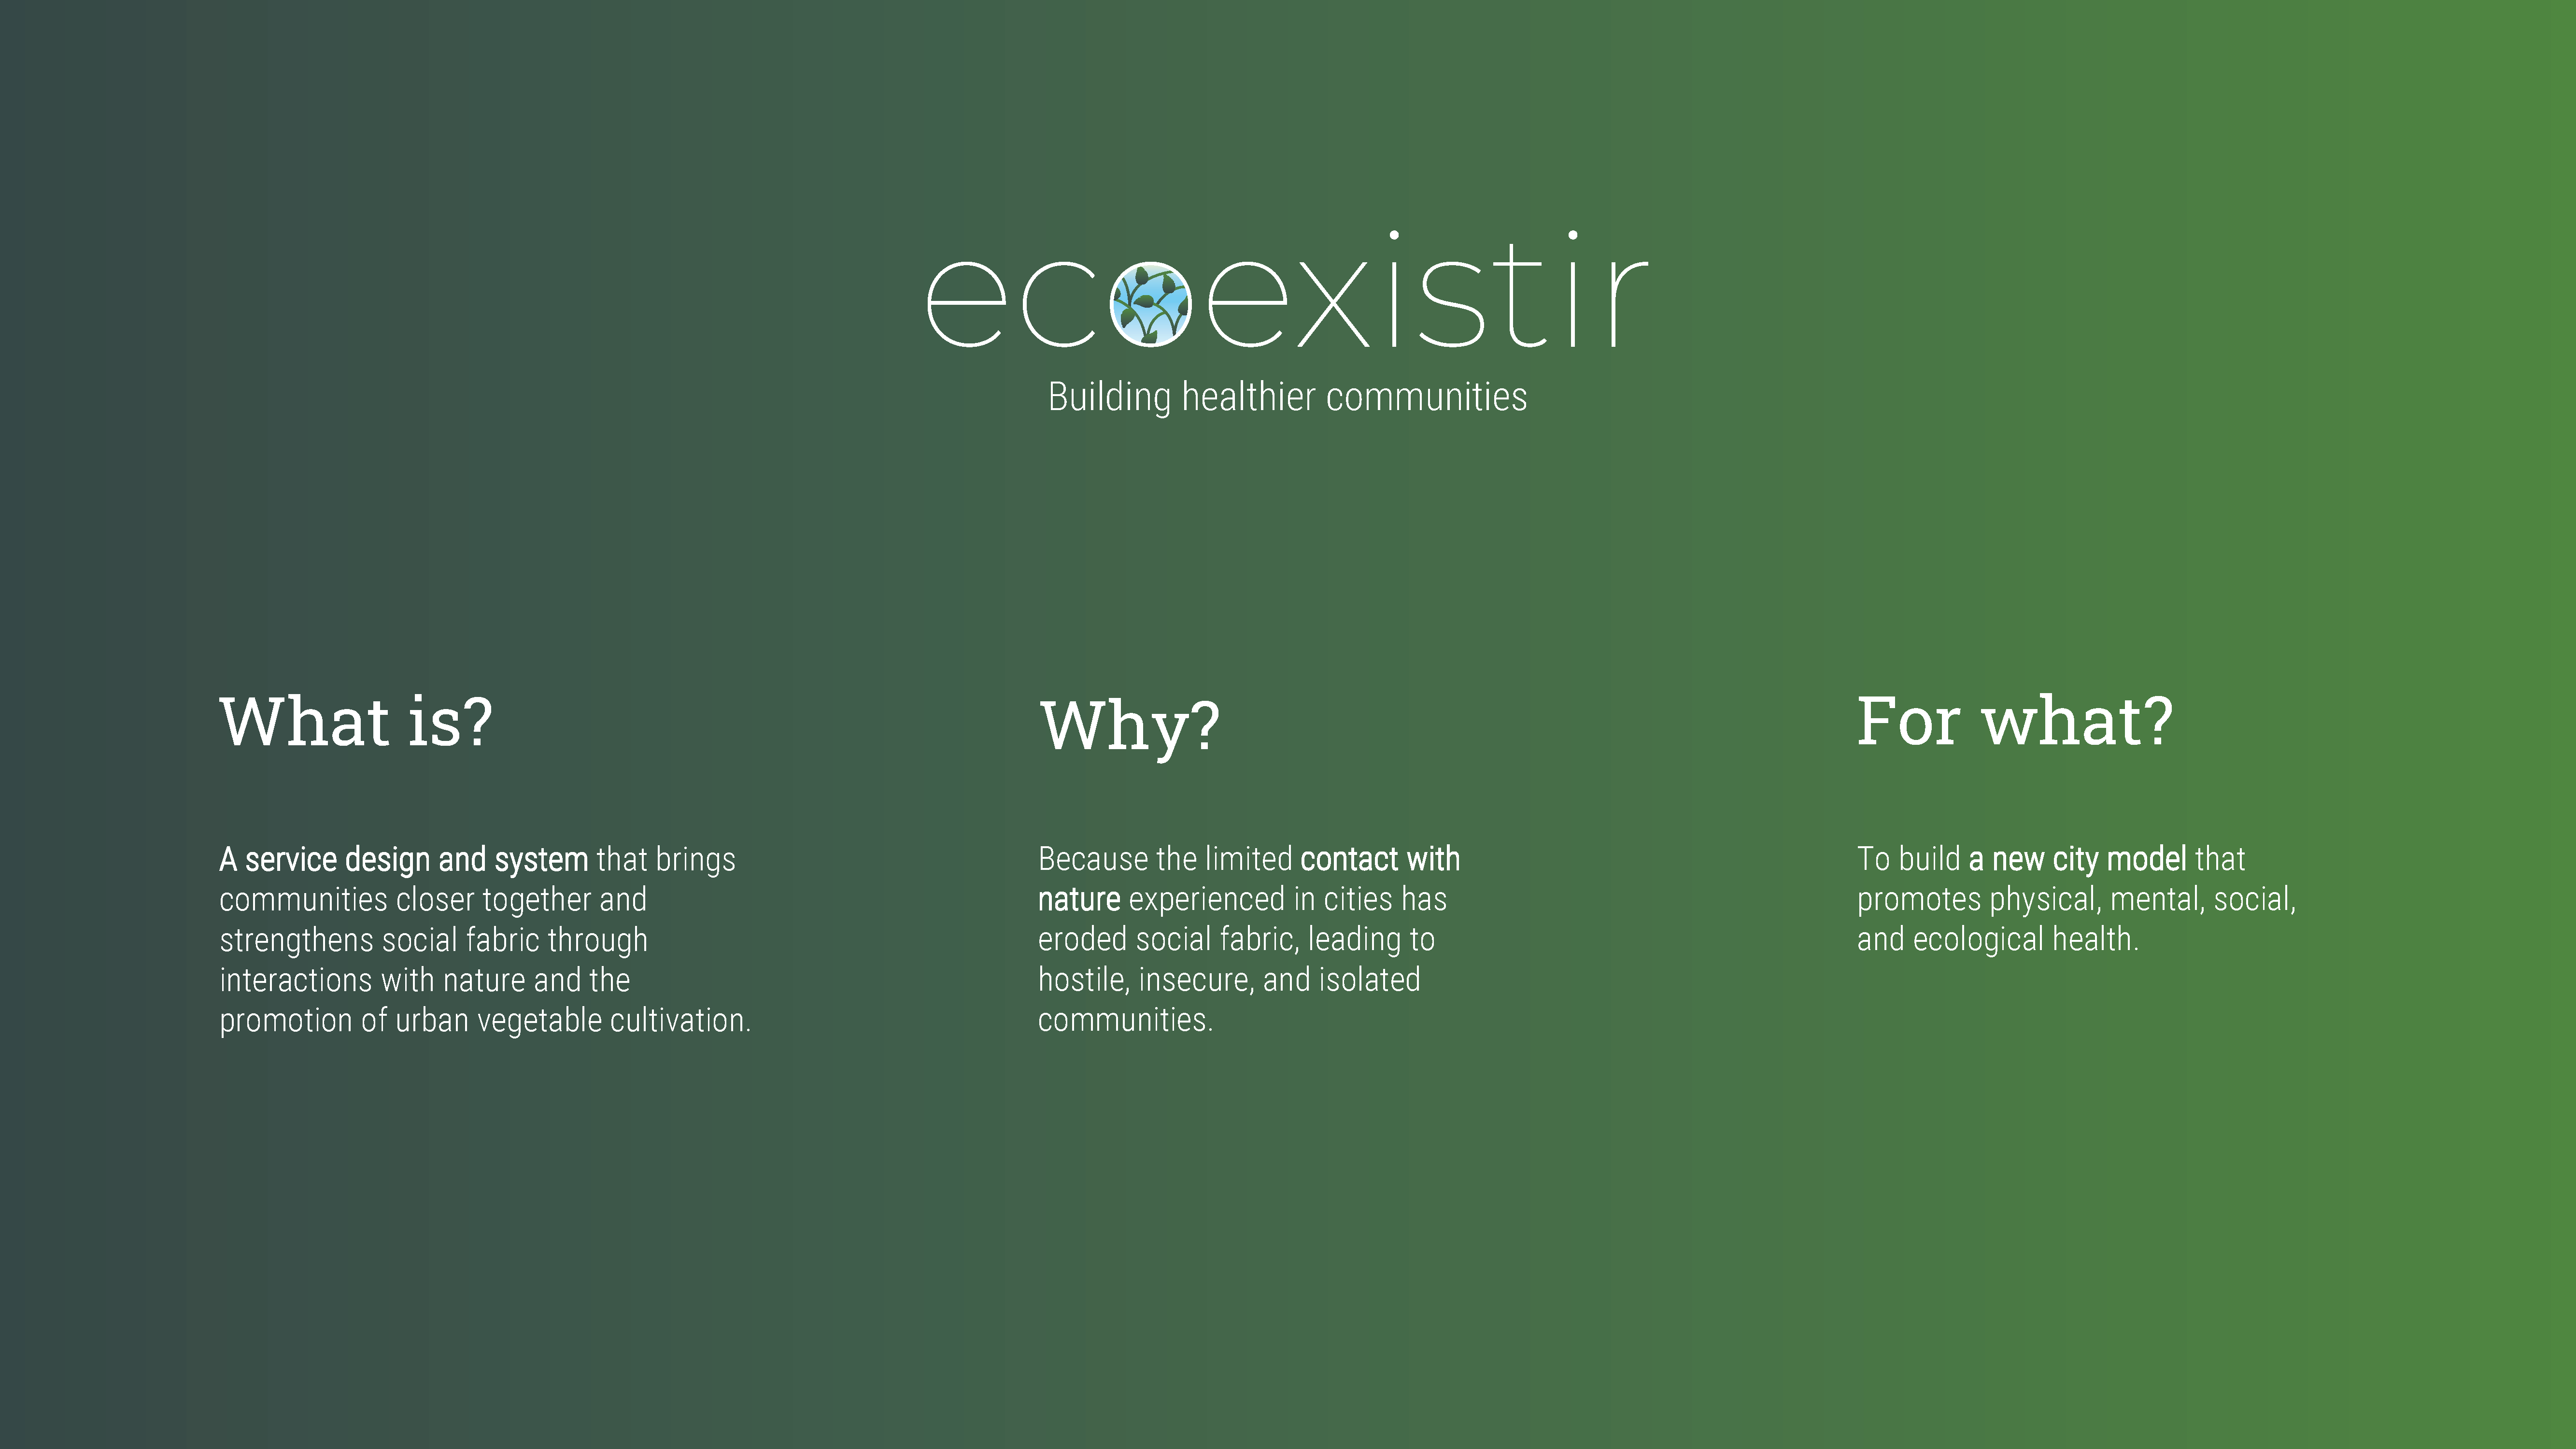 ecoexistir
Building healthier communities
What is?
A service design and system that brings
communities closer together and
strengthens social fabric through
interactions with nature and the
promotion of urban vegetable cultivation.
Why?
Because the limited contact with
nature experienced in cities has
eroded social fabric, leading to
hostile, insecure, and isolated
communities.
For what?
To build a new city model that
promotes physical, mental, social,
and ecological health.